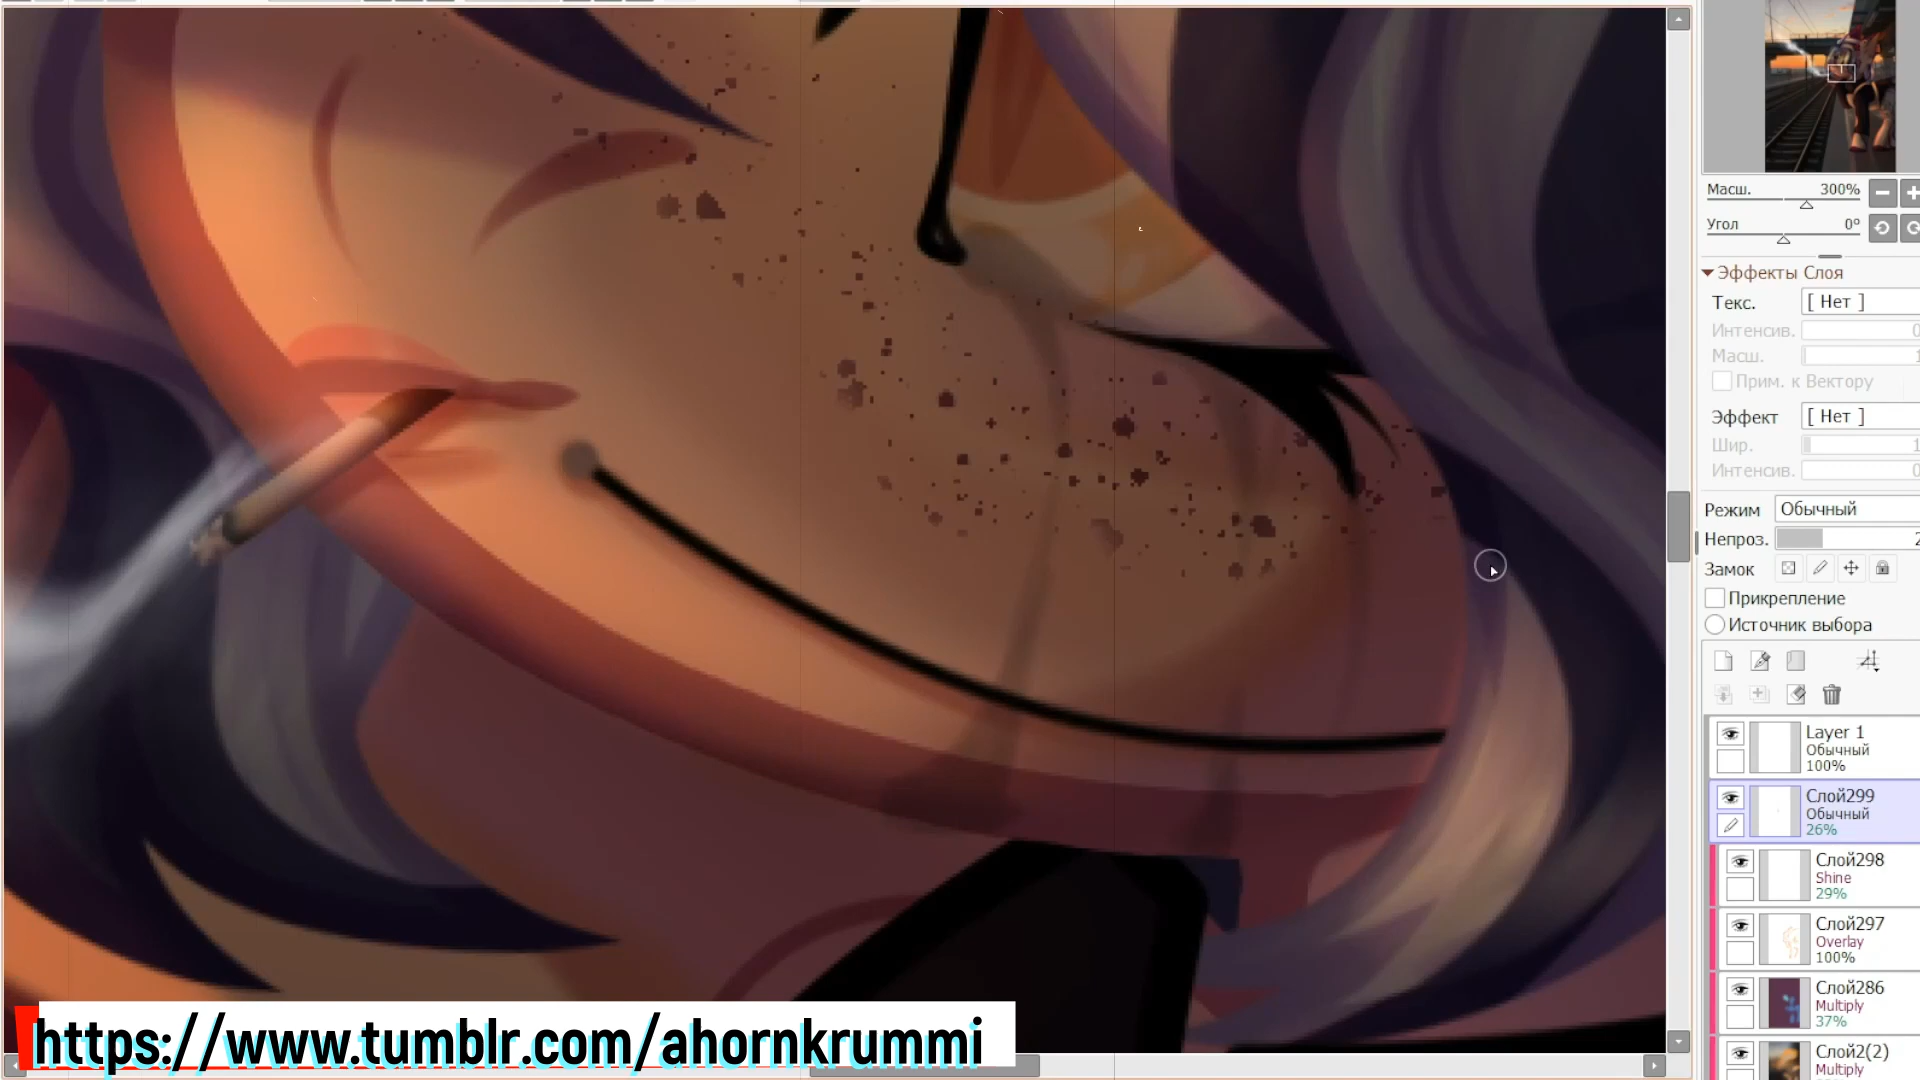 Масш.
300%
Угол
0º
Эффекты Слоя
Текс.
[ Нет ]
Интенсив.
Масш.
Прим. к Вектору
Эффект
[ Нет ]
Шир.
Интенсив.
Режим
Обычный
Непроз.
Замок
Прикрепление
Источник выбора
Layer 1
Обычный
100%
Слой299
Обычный
26%
Слой298
Shine
29%
Слой297
Overlay
100%
Слой286
Multiply
37%
Слой2(2)
Multiply
https://www.tumblr.com/ahornkrummi